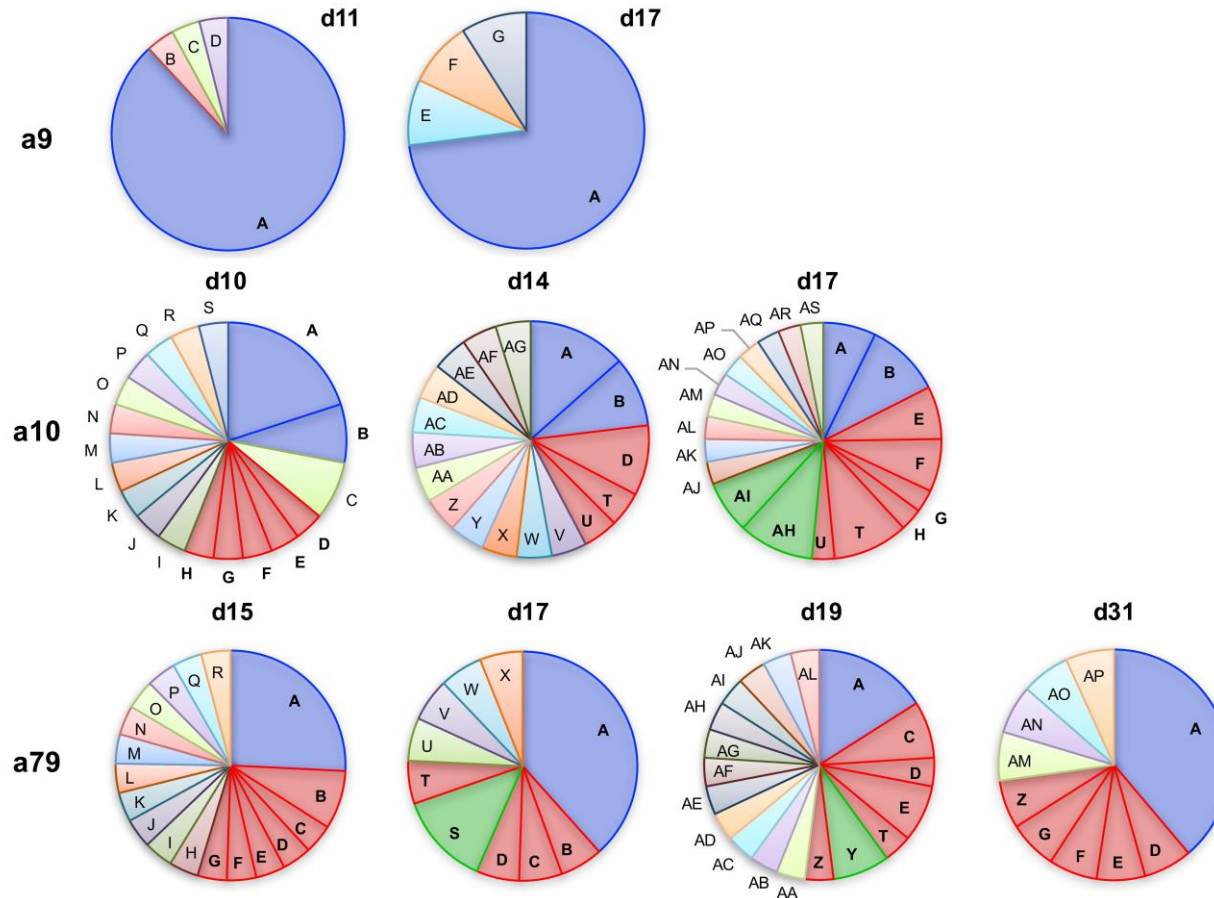 d11
d17
a9
B
C
D
A
E
F
G
A
d10
d14
d17
a10
A
B
C
D
E
F
G
H
I
J
K
L
M
N
O
P
Q
R
S
A
B
D
T
U
V
W
X
Y
Z
AA
AB
AC
AD
AE
AF
AG
A
B
E
F
G
H
T
U
AH
AI
AJ
AK
AL
AM
AN
AO
AP
AQ
AR
AS
d15
d17
d19
d31
a79
A
B
C
D
E
F
G
H
I
J
K
L
M
N
O
P
Q
R
A
B
C
D
S
T
U
V
W
X
A
C
D
E
T
Y
Z
AA
AB
AC
AD
AE
AF
AG
AH
AI
AJ
AK
AL
A
D
E
F
G
Z
AM
AN
AO
AP